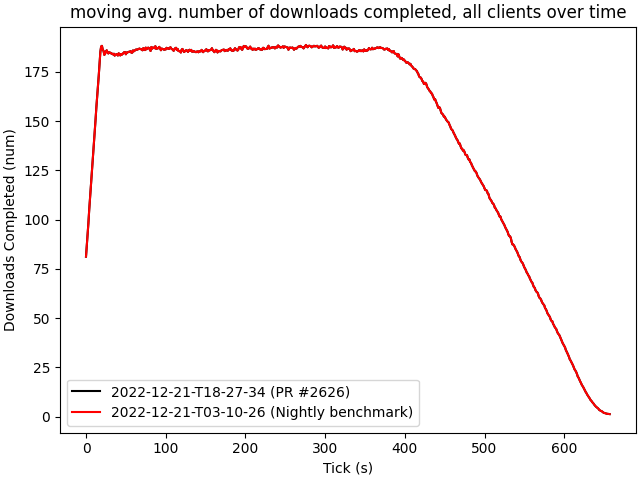 moving avg. number of downloads completed, all clients over time
Downloads Completed (num)
175
150
125
100
75
50
25
0
2022-12-21-T18-27-34 (PR #2626)
2022-12-21-T03-10-26 (Nightly benchmark)
0 100 200 300 400 500 600
Tick (s)